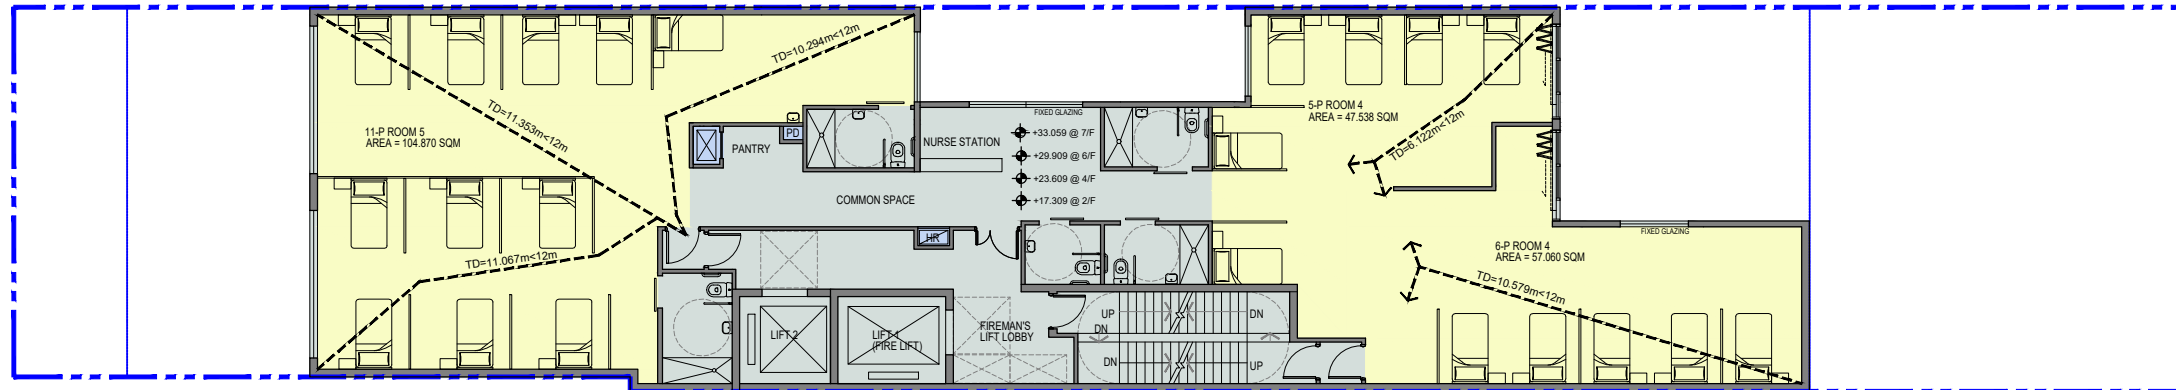 TD=10.294m<12m
TD=11.353m<12m
11-P ROOM 5
AREA = 104.870 SQM
PANTRY
PD
NURSE STATION
FIXED GLAZING
+33.059 @ 7/F
+29.909 @ 6/F
+23.609 @ 4/F
+17.309 @ 2/F
COMMON SPACE
5-P ROOM 4
AREA = 47.538 SQM
TD=6.122m<12m
HR
TD=11.067m<12m
FIXED GLAZING
6-P ROOM 4
AREA = 57.060 SQM
TD=10.579m<12m
LIFT 2
LIFT 1
(FIRE LIFT)
FIREMAN'S
LIFT LOBBY
UP
DN
DN
DN
UP